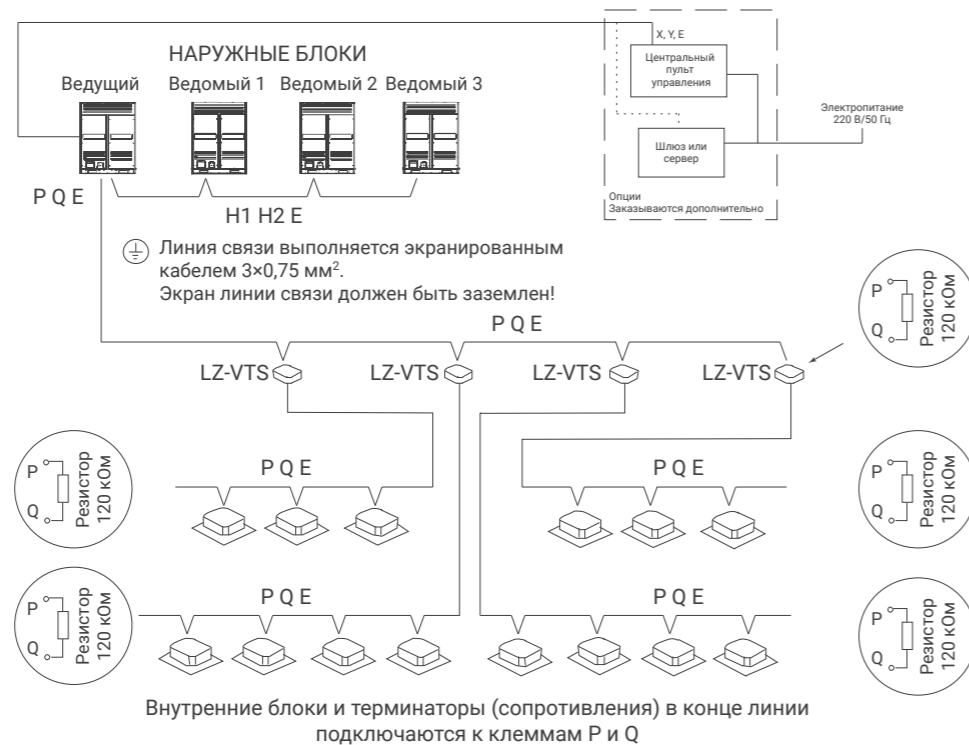 X, Y, E
НАРУЖНЫЕ БЛОКИ
Центральный
пульт
управления
Ведущий
Ведомый 1
Ведомый 2
Ведомый 3
Электропитание
220 В/50 Гц
Шлюз или
сервер
P Q E
Опции
Заказываются дополнительно
H1 H2 E
Линия связи выполняется экранированным
кабелем 3×0,75 мм².
Экран линии связи должен быть заземлен!
P
Q
Резистор
120 кОм
P Q E
LZ-VTS
LZ-VTS
LZ-VTS
LZ-VTS
P
Q
Резистор
120 кОм
P Q E
P Q E
P
Q
Резистор
120 кОм
P
Q
Резистор
120 кОм
P Q E
P Q E
P
Q
Резистор
120 кОм
Внутренние блоки и терминаторы (сопротивления) в конце линии
подключаются к клеммам P и Q